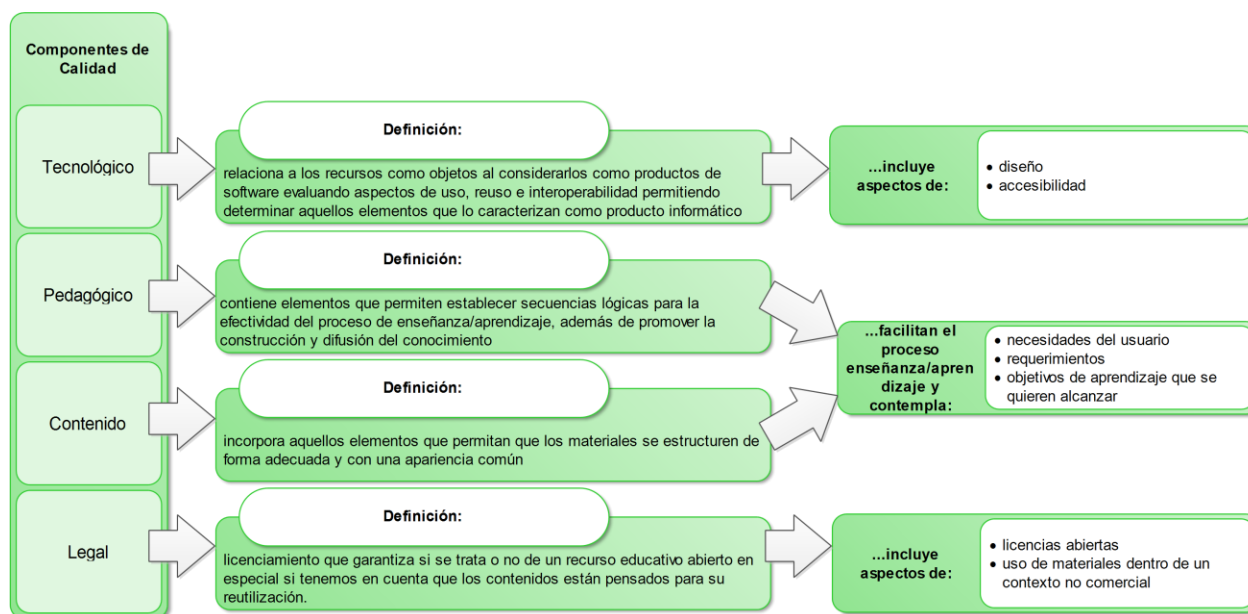 Componentes de
Calidad
Tecnológico
Definición:
relaciona a los recursos como objetos al considerarlos como productos de
software evaluando aspectos de uso, reuso e interoperabilidad permitiendo
determinar aquellos elementos que lo caracterizan como producto informático
...incluye
aspectos de:
• diseño
• accesibilidad
Pedagógico
Definición:
contiene elementos que permiten establecer secuencias lógicas para la
efectividad del proceso de enseñanza/aprendizaje, además de promover la
construcción y difusión del conocimiento
Contenido
Definición:
incorpora aquellos elementos que permitan que los materiales se estructuren de
forma adecuada y con una apariencia común
...facilitan el
proceso
enseñanza/apren
dizaje y
contempla:
• necesidades del usuario
• requerimientos
• objetivos de aprendizaje que se
quieren alcanzar
Legal
Definición:
licenciamiento que garantiza si se trata o no de un recurso educativo abierto en
especial si tenemos en cuenta que los contenidos están pensados para su
reutilización.
...incluye
aspectos de:
• licencias abiertas
• uso de materiales dentro de un
contexto no comercial